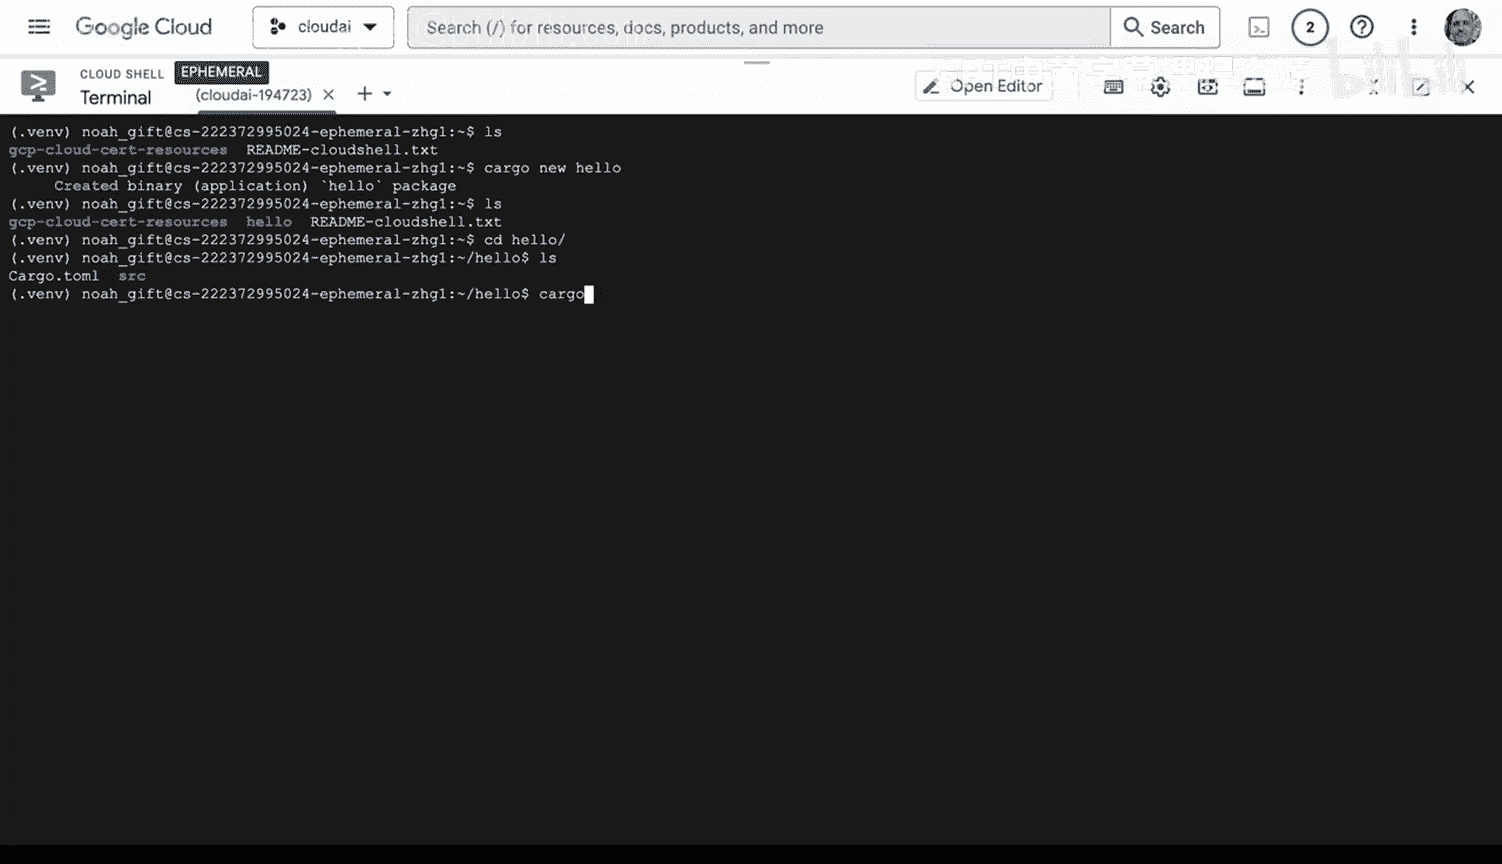 Google Cloud
cloudai
Search (/) for resources, docs, products, and more
Search
2
CLOUD SHELL
EPHEMERAL
Terminal
(cloudai-194723)
Open Editor
bilibili
(.venv) noah_gift@cs-222372995024-ephemeral-zhg1:~$ ls
gcp-cloud-cert-resources  README-cloudshell.txt
(.venv) noah_gift@cs-222372995024-ephemeral-zhg1:~$ cargo new hello
     Created binary (application) `hello` package
(.venv) noah_gift@cs-222372995024-ephemeral-zhg1:~$ ls
gcp-cloud-cert-resources  hello  README-cloudshell.txt
(.venv) noah_gift@cs-222372995024-ephemeral-zhg1:~$ cd hello/
(.venv) noah_gift@cs-222372995024-ephemeral-zhg1:~/hello$ ls
Cargo.toml  src
(.venv) noah_gift@cs-222372995024-ephemeral-zhg1:~/hello$ cargo